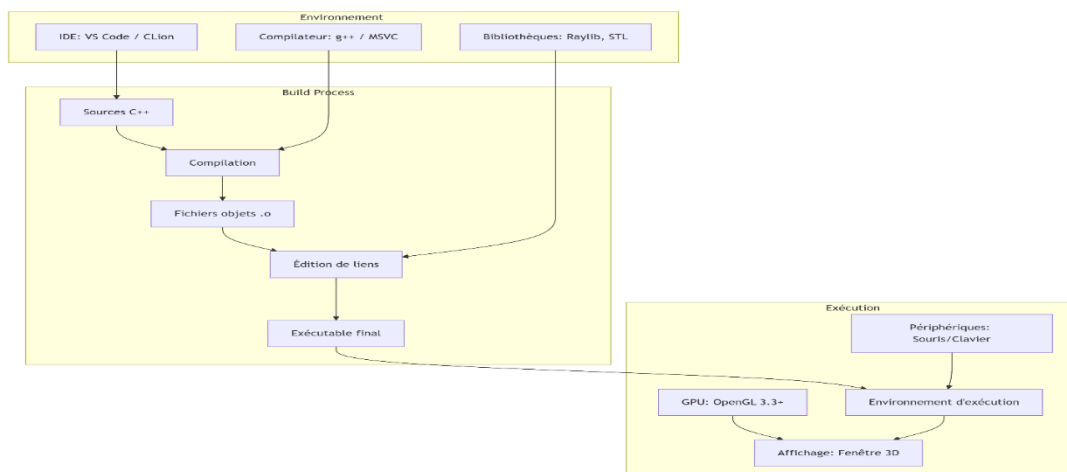 Environnement
IDE: VS Code / CLion
Compilateur: g++ / MSVC
Bibliothèques: Raylib, STL
Build Process
Sources C++
Compilation
Fichiers objets .o
Édition de liens
Exécutable final
Exécution
Périphériques:
Souris/Clavier
GPU: OpenGL 3.3+
Environnement d'exécution
Affichage: Fenêtre 3D